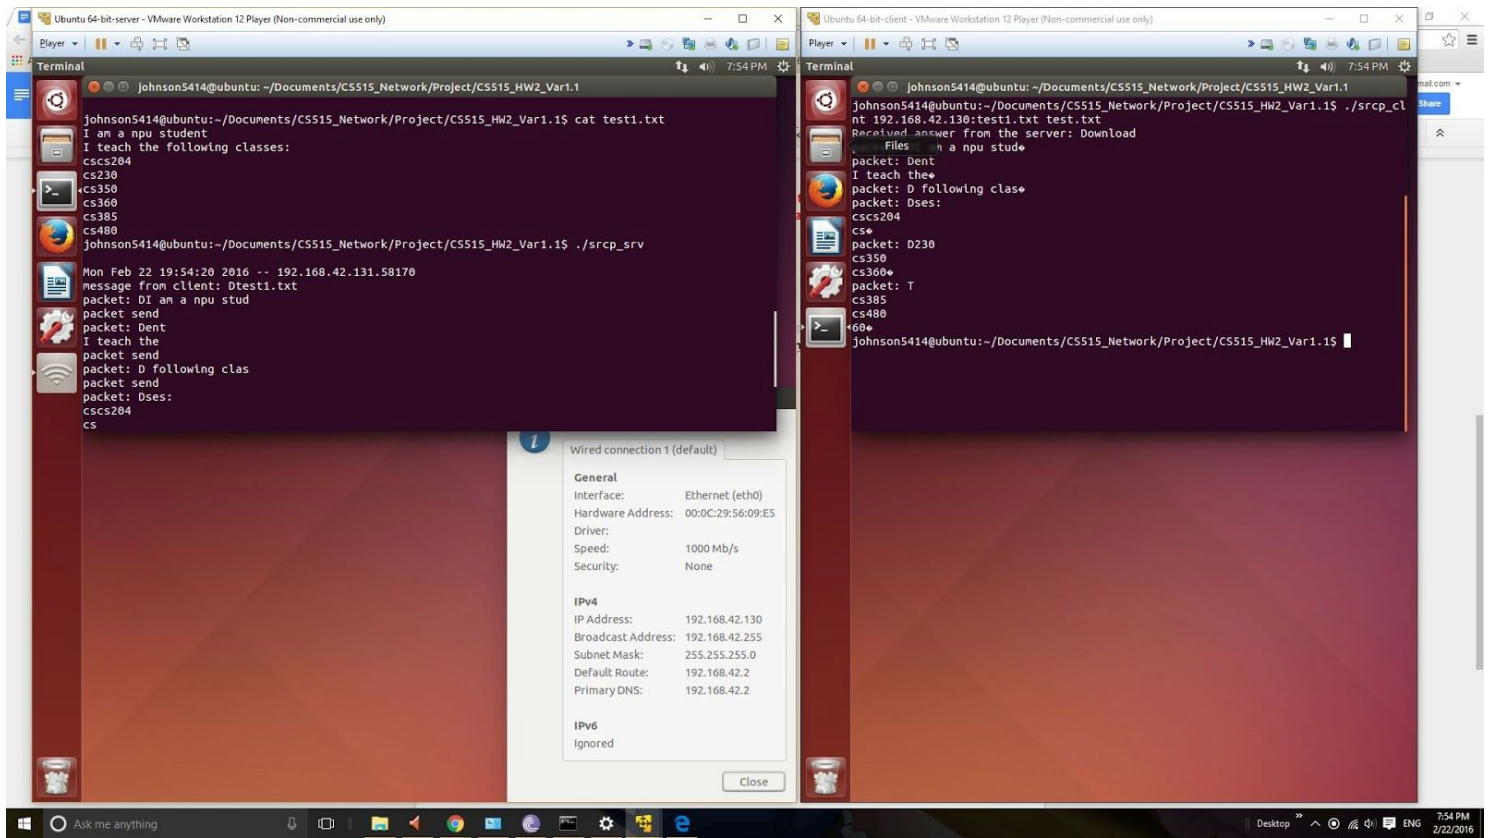 Ubuntu 64-bit-server - VMware Workstation 12 Player (Non-commercial use only)
Player
Terminal
7:54 PM
johnson5414@ubuntu: ~/Documents/CS515_Network/Project/CS515_HW2_Var1.1
johnson5414@ubuntu:~/Documents/CS515_Network/Project/CS515_HW2_Var1.1$ cat test1.txt
I am a npu student
I teach the following classes:
cscs204
cs230
cs350
cs360
cs385
cs480
johnson5414@ubuntu:~/Documents/CS515_Network/Project/CS515_HW2_Var1.1$ ./srcp_srv
Mon Feb 22 19:54:20 2016 -- 192.168.42.131.58170
message from client: Dtest1.txt
packet: DI am a npu stud
packet send
packet: Dent
I teach the
packet send
packet: D following clas
packet send
packet: Dses:
cscs204
cs
Wired connection 1 (default)
General
Interface: Ethernet (eth0)
Hardware Address: 00:0C:29:56:09:E5
Driver:
Speed: 1000 Mb/s
Security: None
IPv4
IP Address: 192.168.42.130
Broadcast Address: 192.168.42.255
Subnet Mask: 255.255.255.0
Default Route: 192.168.42.2
Primary DNS: 192.168.42.2
IPv6
Ignored
Close
Ubuntu 64-bit-client - VMware Workstation 12 Player (Non-commercial use only)
Player
Terminal
7:54 PM
johnson5414@ubuntu: ~/Documents/CS515_Network/Project/CS515_HW2_Var1.1
johnson5414@ubuntu:~/Documents/CS515_Network/Project/CS515_HW2_Var1.1$ ./srcp_cl
nt 192.168.42.130:test1.txt test.txt
Received answer from the server: Download
Files
a npu stud�
packet: Dent
I teach the�
packet: D following clas�
packet: Dses:
cscs204
cs�
packet: D230
cs350
cs360�
packet: T
cs385
cs480
60�
johnson5414@ubuntu:~/Documents/CS515_Network/Project/CS515_HW2_Var1.1$
mail.com
Share
Ask me anything
Desktop
ENG
7:54 PM
2/22/2016